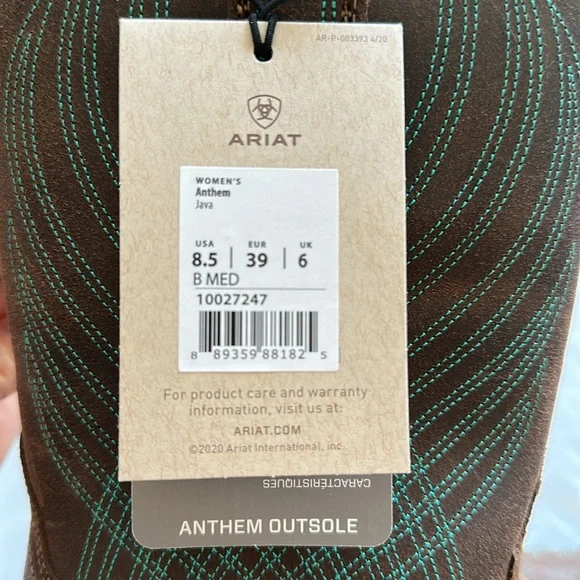 AR-P-003393 4/20
ARIAT
WOMEN'S
Anthem
Java
USA EUR UK
8.5 | 39 | 6
B MED
10027247
8 89359 88182 5
For product care and warranty
information, visit us at:
ARIAT.COM
©2020 Ariat International, inc.
CARACTÉRISTIQUES
ANTHEM OUTSOLE